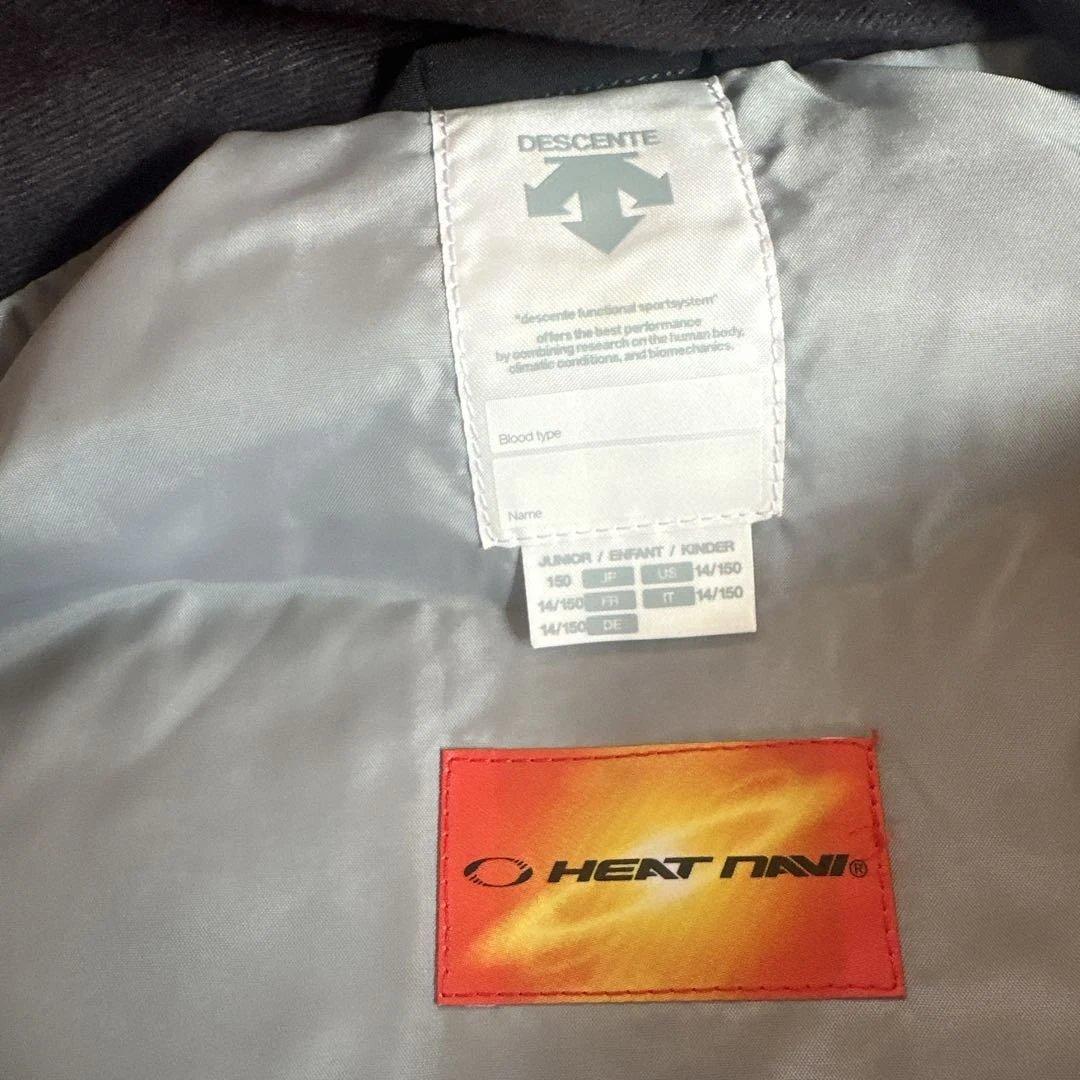 DESCENTE
"descente functional sportsystem"
offers the best performance
by combining research on the human body,
climatic conditions, and biomechanics.
Blood type
Name
JUNIOR / ENFANT / KINDER
150 JP US 14/150
14/150 FR IT 14/150
14/150 DE
HEAT NAVI®